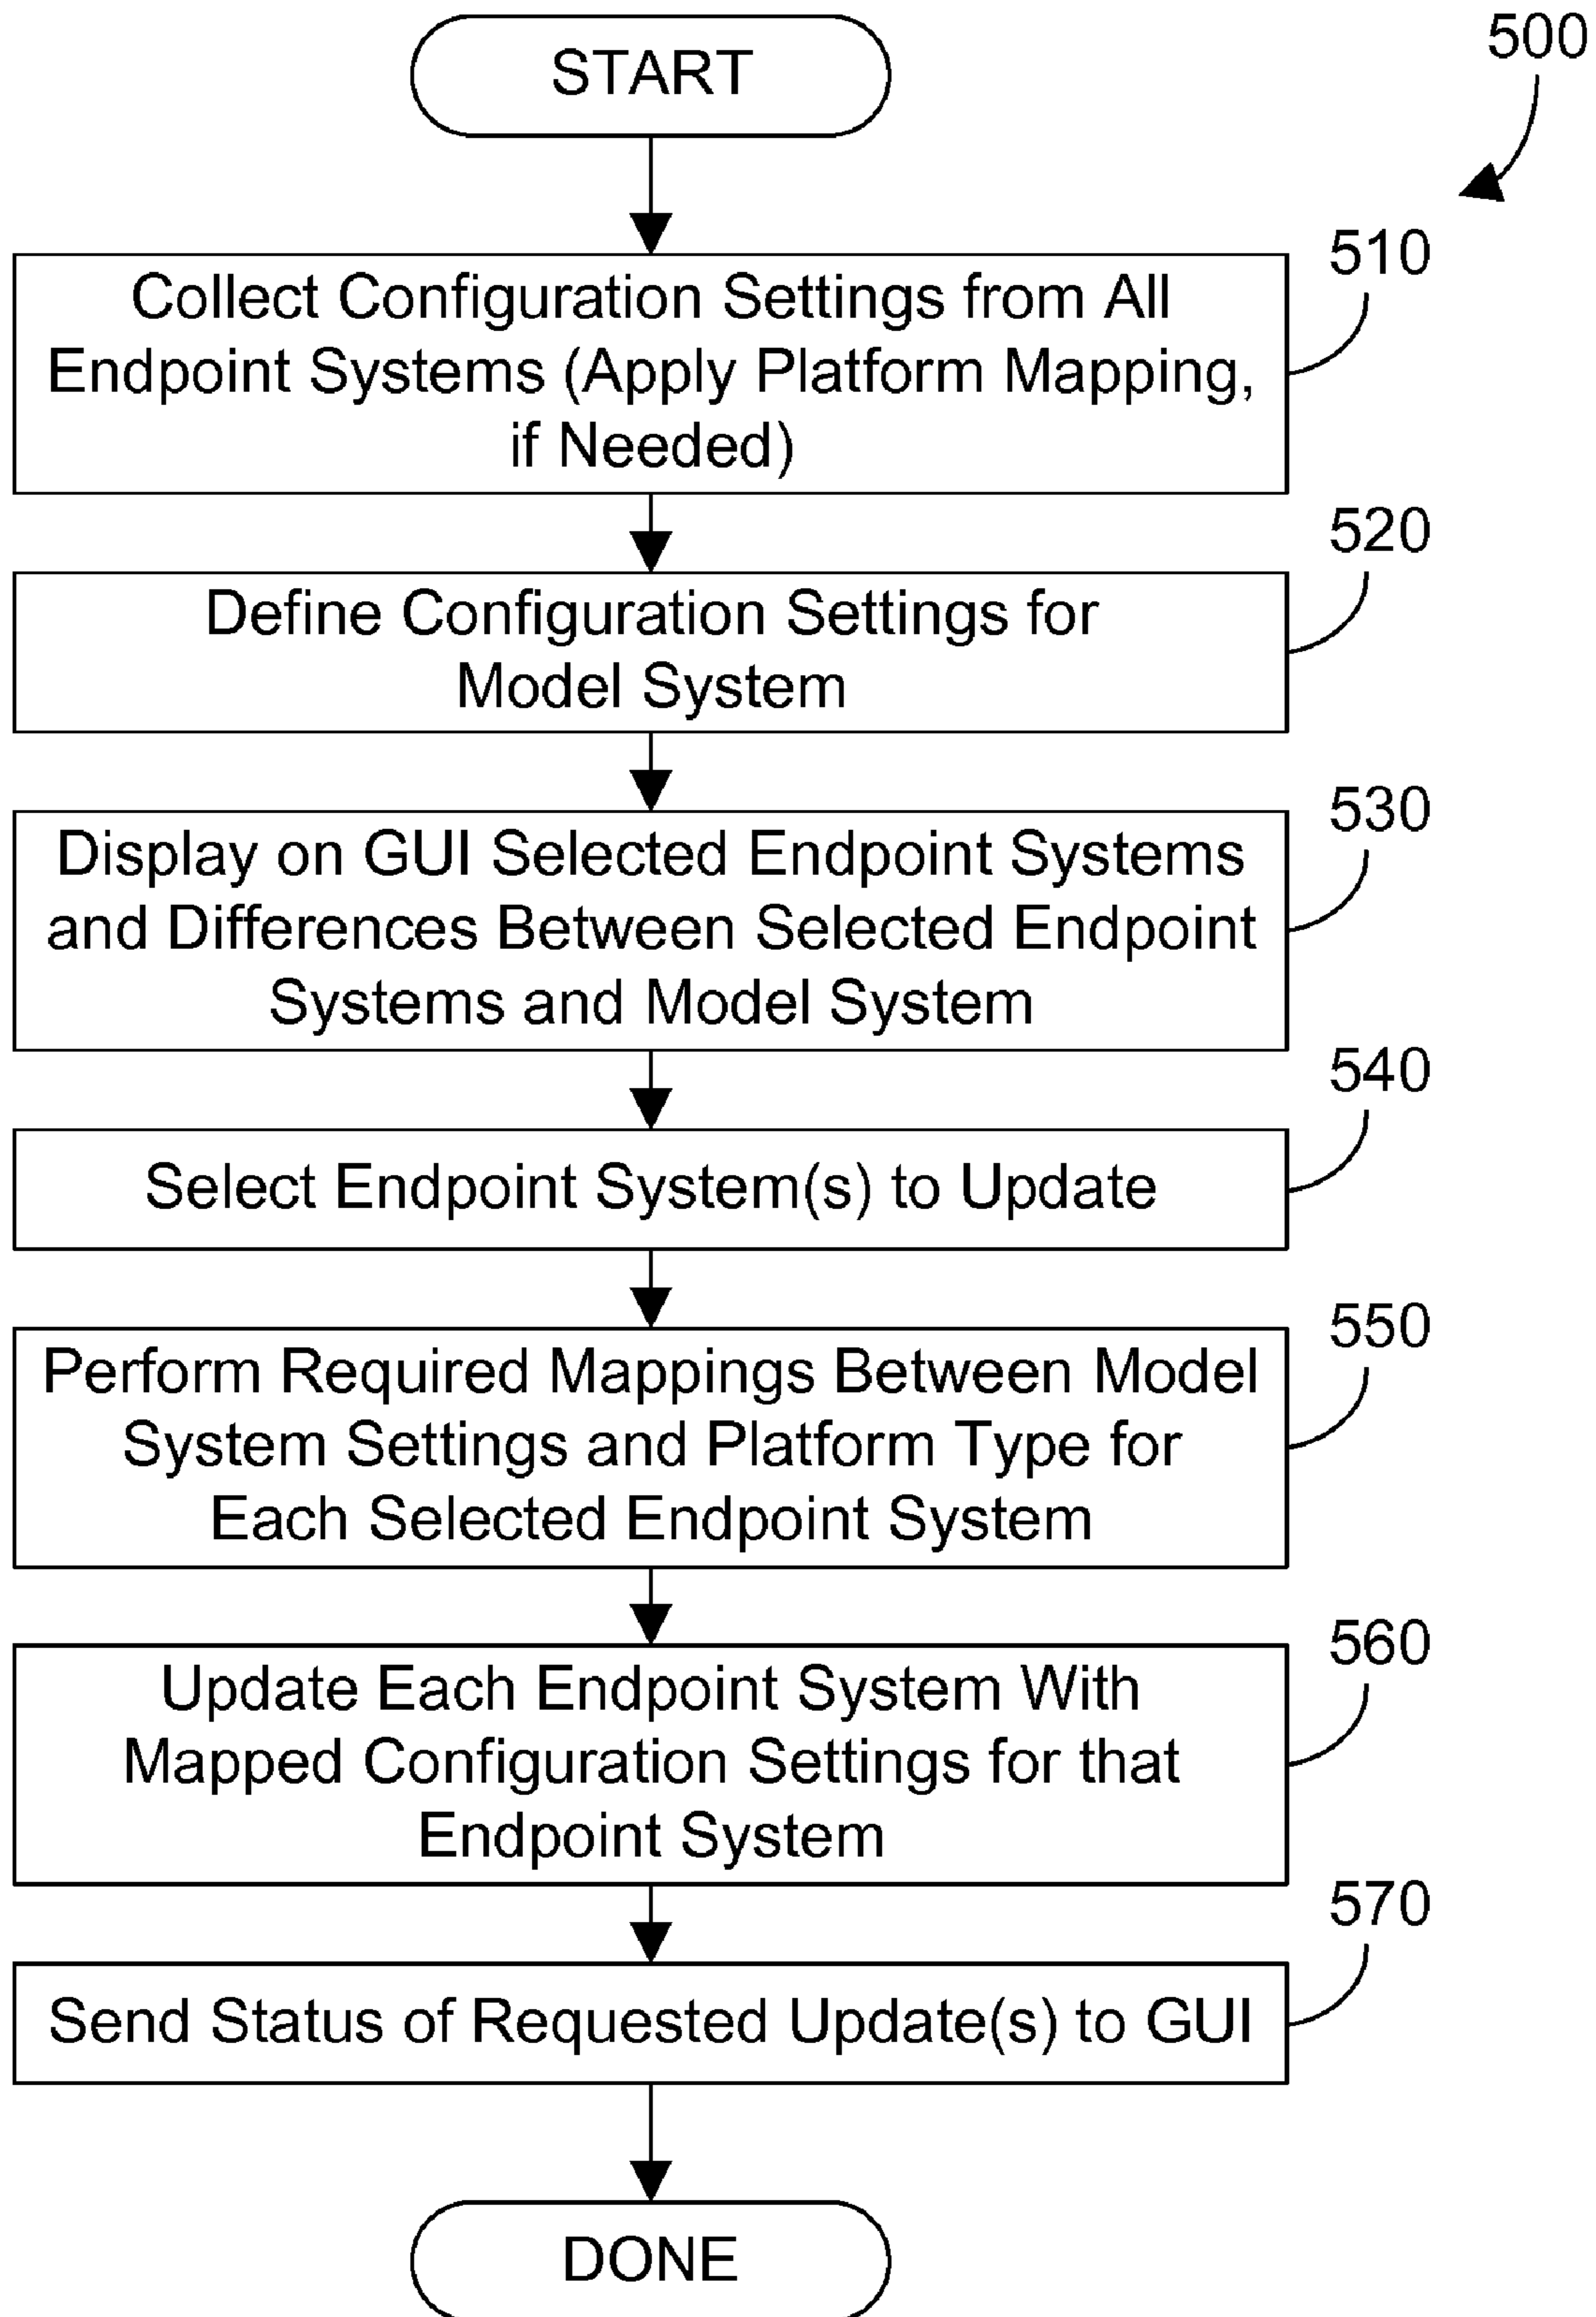 START
500
510
Collect Configuration Settings from All
Endpoint Systems (Apply Platform Mapping,
if Needed)
520
Define Configuration Settings for
Model System
530
Display on GUI Selected Endpoint Systems
and Differences Between Selected Endpoint
Systems and Model System
540
Select Endpoint System(s) to Update
550
Perform Required Mappings Between Model
System Settings and Platform Type for
Each Selected Endpoint System
560
Update Each Endpoint System With
Mapped Configuration Settings for that
Endpoint System
570
Send Status of Requested Update(s) to GUI
DONE